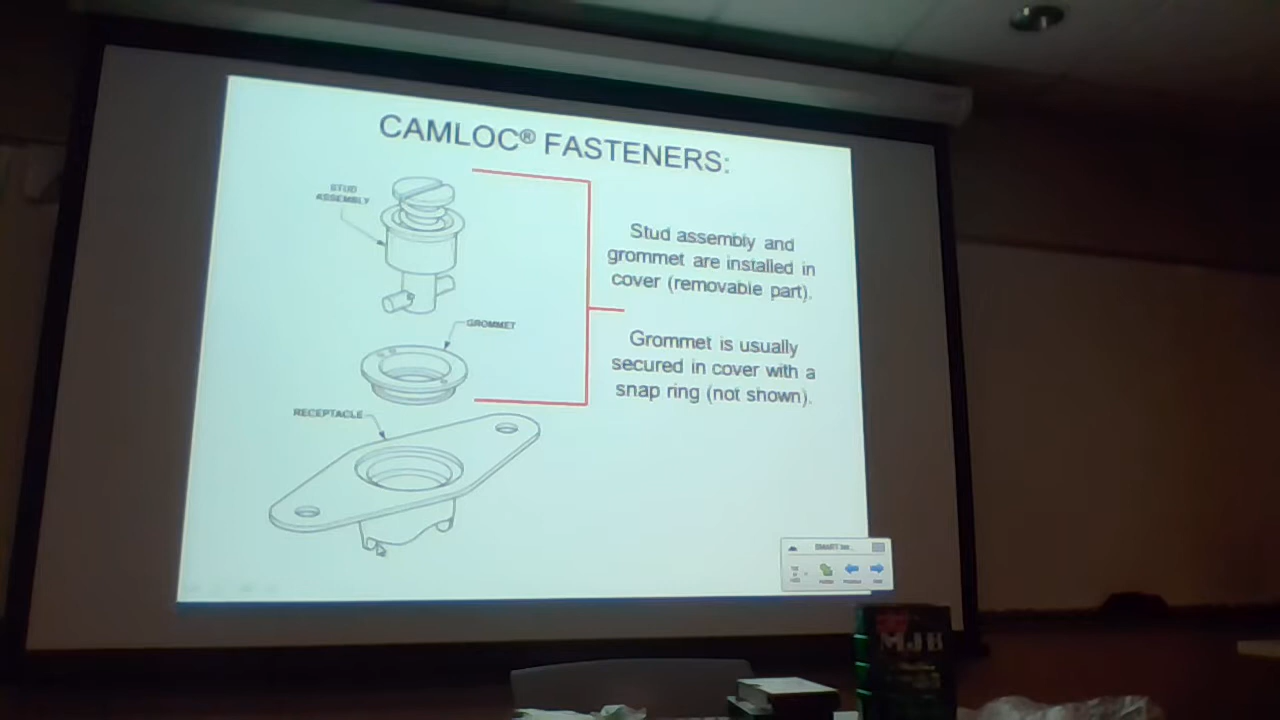 CAMLOC® FASTENERS:
STUD
ASSEMBLY
Stud assembly and
grommet are installed in
cover (removable part).
GROMMET
Grommet is usually
secured in cover with a
snap ring (not shown).
RECEPTACLE
SMART
MJB